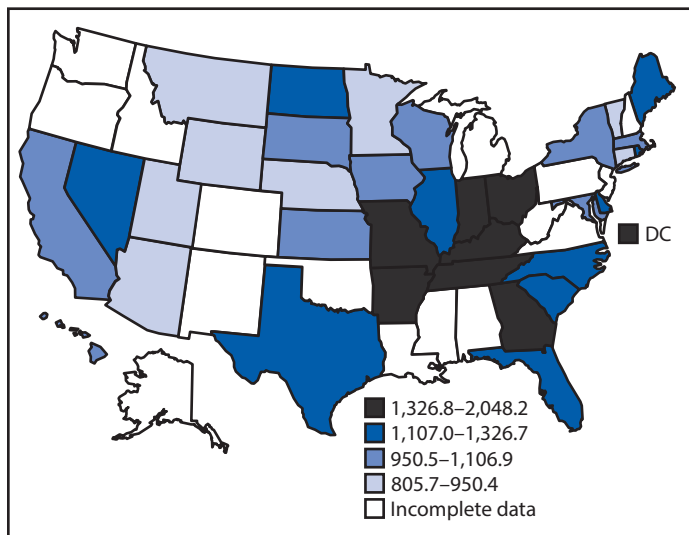 DC
1,326.8–2,048.2
1,107.0–1,326.7
950.5–1,106.9
805.7–950.4
Incomplete data